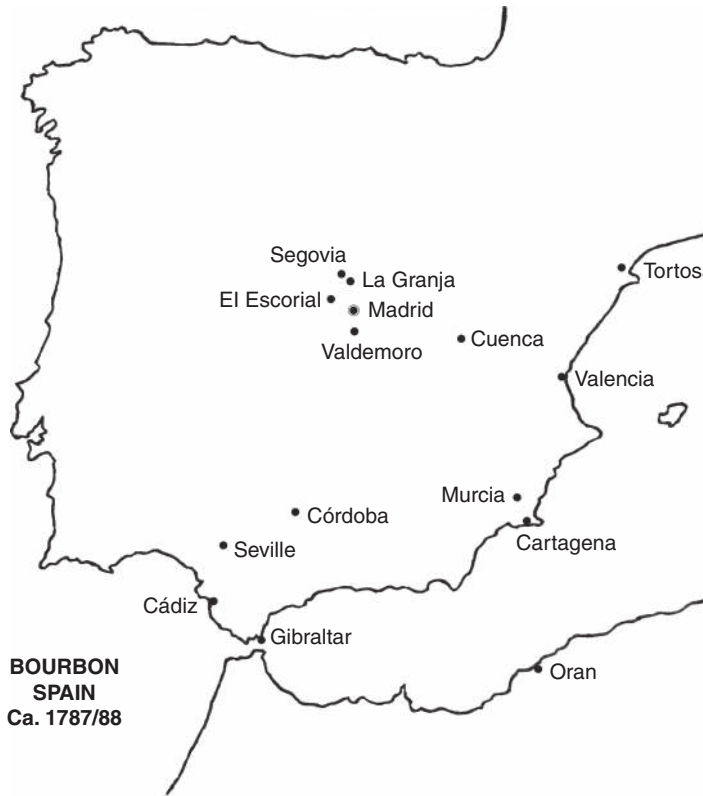 Segovia
La Granja
Tortos
El Escorial
Madrid
Valdemoro
Cuenca
Valencia
Murcia
Córdoba
Cartagena
Seville
Cádiz
Gibraltar
Oran
BOURBON
SPAIN
Ca. 1787/88